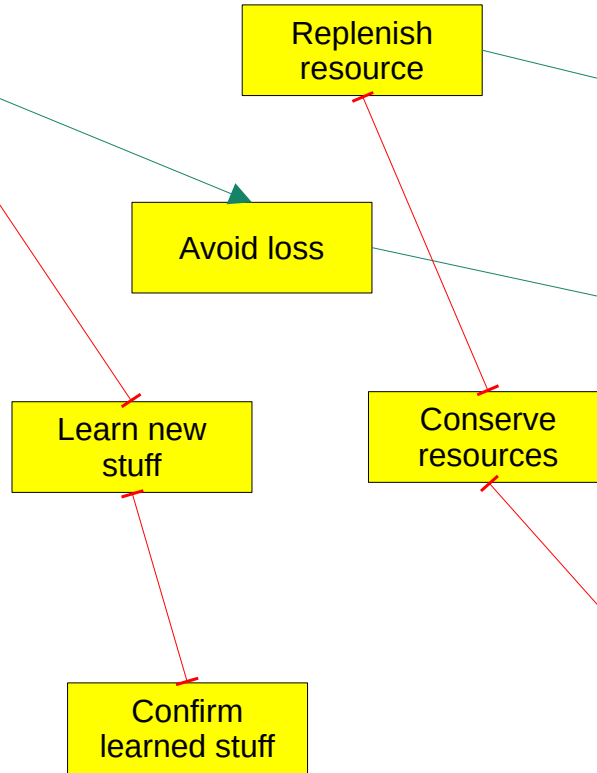 Replenish
resource
Avoid loss
Learn new
stuff
Conserve
resources
Confirm
learned stuff